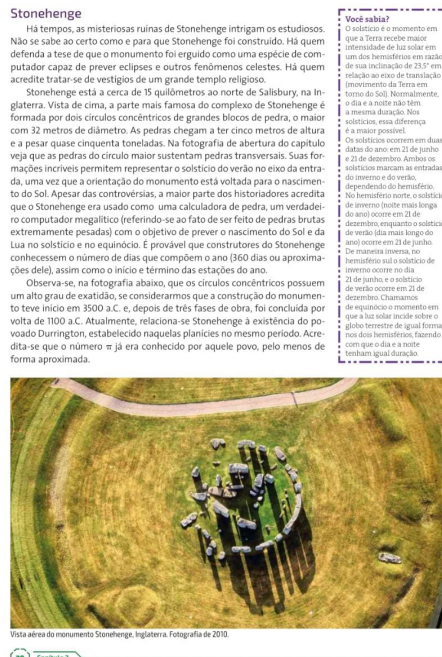 Stonehenge
Há tempos, as misteriosas ruínas de Stonehenge intrigam os estudiosos.
Não se sabe ao certo como e para que Stonehenge foi construído. Há quem
defenda a tese de que o monumento foi erguido como uma espécie de com-
putador capaz de prever eclipses e outros fenômenos celestes. Há quem
acredite tratar-se de vestígios de um grande templo religioso.
Stonehenge está a cerca de 15 quilômetros ao norte de Salisbury, na In-
glaterra. Vista de cima, a parte mais famosa do complexo de Stonehenge é
formada por dois círculos concêntricos de grandes blocos de pedra, o maior
com 32 metros de diâmetro. As pedras chegam a ter cinco metros de altura
e a pesar quase cinquenta toneladas. Na fotografia de abertura do capítulo
veja que as pedras do círculo maior sustentam pedras transversais. Suas for-
mações incríveis permitem representar o solstício do verão no eixo da entra-
da, uma vez que a orientação do monumento está voltada para o nascimen-
to do Sol. Apesar das controvérsias, a maior parte dos historiadores acredita
que o Stonehenge era usado como uma calculadora de pedra, um verdadei-
ro computador megalítico (referindo-se ao fato de ser feito de pedras brutas
extremamente pesadas) com o objetivo de prever o nascimento do Sol e da
Lua no solstício e no equinócio. É provável que construtores do Stonehenge
conhecessem o número de dias que compõem o ano (360 dias ou aproxima-
ções dele), assim como o início e término das estações do ano.
Observa-se, na fotografia abaixo, que os círculos concêntricos possuem
um alto grau de exatidão, se considerarmos que a construção do monumen-
to teve início em 3500 a.C. e, depois de três fases de obra, foi concluída por
volta de 1100 a.C. Atualmente, relaciona-se Stonehenge à existência do po-
voado Durrington, estabelecido naquelas planícies no mesmo período. Acre-
dita-se que o número π já era conhecido por aquele povo, pelo menos de
forma aproximada.
Você sabia?
O solstício é o momento em
que a Terra recebe maior
intensidade de luz solar em
um dos hemisférios em razão
de sua inclinação de 23,5° em
relação ao eixo de translação
(movimento da Terra em
torno do Sol). Normalmente,
o dia e a noite não têm
a mesma duração. Nos
solstícios, essa diferença
é a maior possível.
Os solstícios ocorrem em duas
datas do ano: em 21 de junho
e 21 de dezembro. Ambos os
solstícios marcam as entradas
do inverno e do verão,
dependendo do hemisfério.
No hemisfério norte, o solstício
de inverno (noite mais longa
do ano) ocorre em 21 de
dezembro, enquanto o solstício
de verão (dia mais longo do
ano) ocorre em 21 de junho.
De maneira inversa, no
hemisfério sul o solstício de
inverno ocorre no dia
21 de junho, e o solstício
de verão ocorre em 21 de
dezembro. Chamamos
de equinócio o momento em
que a luz solar incide sobre o
globo terrestre de igual forma
nos dois hemisférios, fazendo
com que o dia e a noite
tenham igual duração.
Vista aérea do monumento Stonehenge, Inglaterra. Fotografia de 2010.